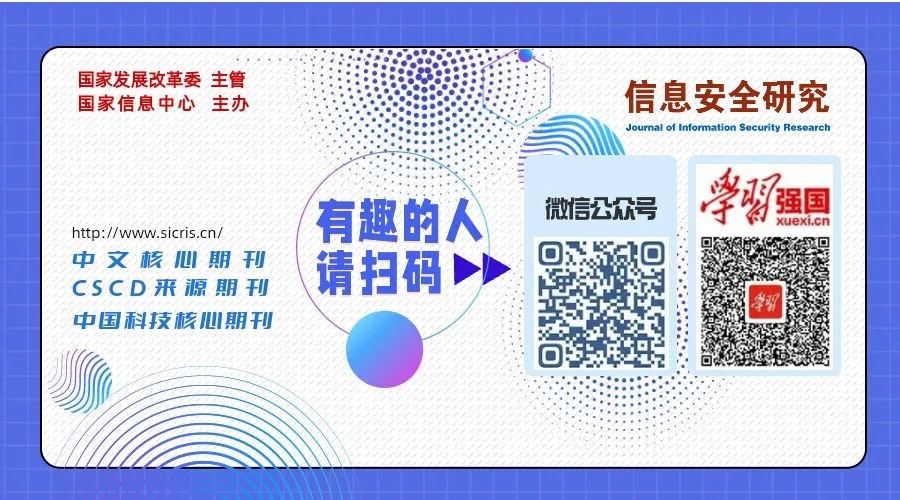 国家发展改革委 主管
国家信息中心 主办
信息安全研究
Journal of Information Security Research
http://www.sicris.cn/
中文核心期刊
CSCD来源期刊
中国科技核心期刊
有趣的人
请扫码
微信公众号
学习强国
xuexi.cn
学习